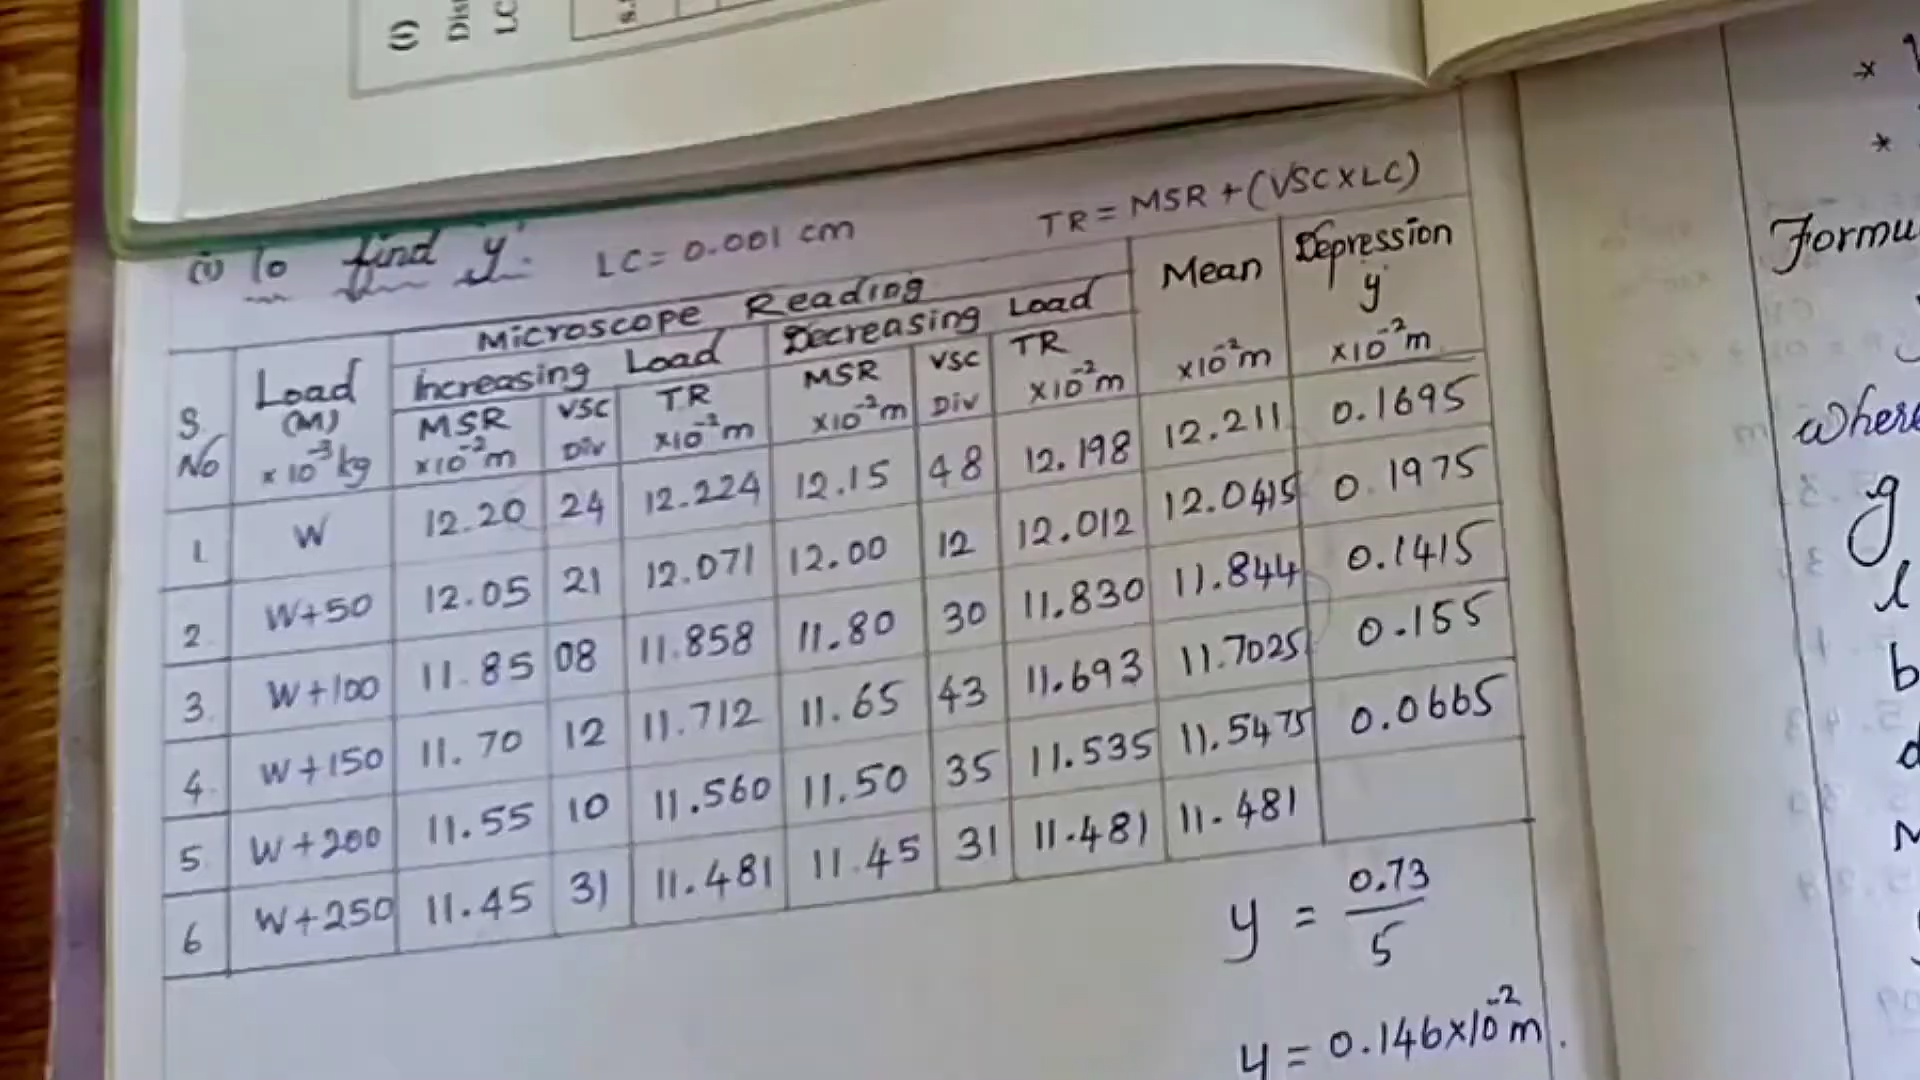 (i)
LC
(i) To find 'y'. LC = 0.001 cm TR = MSR + (VSC X LC)
Microscope Reading Mean Depression y
Increasing Load Decreasing Load
S No Load (M) x 10⁻³ kg MSR x10⁻²m VSC Div TR x10⁻²m MSR x10⁻²m VSC Div TR x10⁻²m x10⁻²m x10⁻²m
1. W 12.20 24 12.224 12.15 48 12.198 12.211 0.1695
2. W+50 12.05 21 12.071 12.00 12 12.012 12.0415 0.1975
3. W+100 11.85 08 11.858 11.80 30 11.830 11.844 0.1415
4. W+150 11.70 12 11.712 11.65 43 11.693 11.7025 0.155
5. W+200 11.55 10 11.560 11.50 35 11.535 11.5475 0.0665
6 W+250 11.45 31 11.481 11.45 31 11.481 11.481
y = 0.73 / 5
y = 0.146x10⁻²m.
Formu
where
g
l
b
d